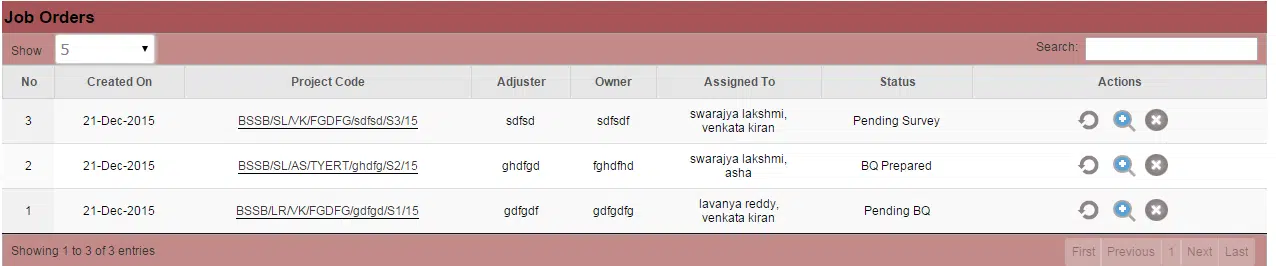 Job Orders
Show 5 Search:
No Created On Project Code Adjuster Owner Assigned To Status Actions
3 21-Dec-2015 BSSB/SL/VK/FGDFG/sdfsd/S3/15 sdfsd sdfsdf swarajya lakshmi, venkata kiran Pending Survey
2 21-Dec-2015 BSSB/SL/AS/TYERT/ghdfg/S2/15 ghdfgd fghdfhd swarajya lakshmi, asha BQ Prepared
1 21-Dec-2015 BSSB/LR/VK/FGDFG/gdfgd/S1/15 gdfgdf gdfgdfg lavanya reddy, venkata kiran Pending BQ
Showing 1 to 3 of 3 entries First Previous 1 Next Last